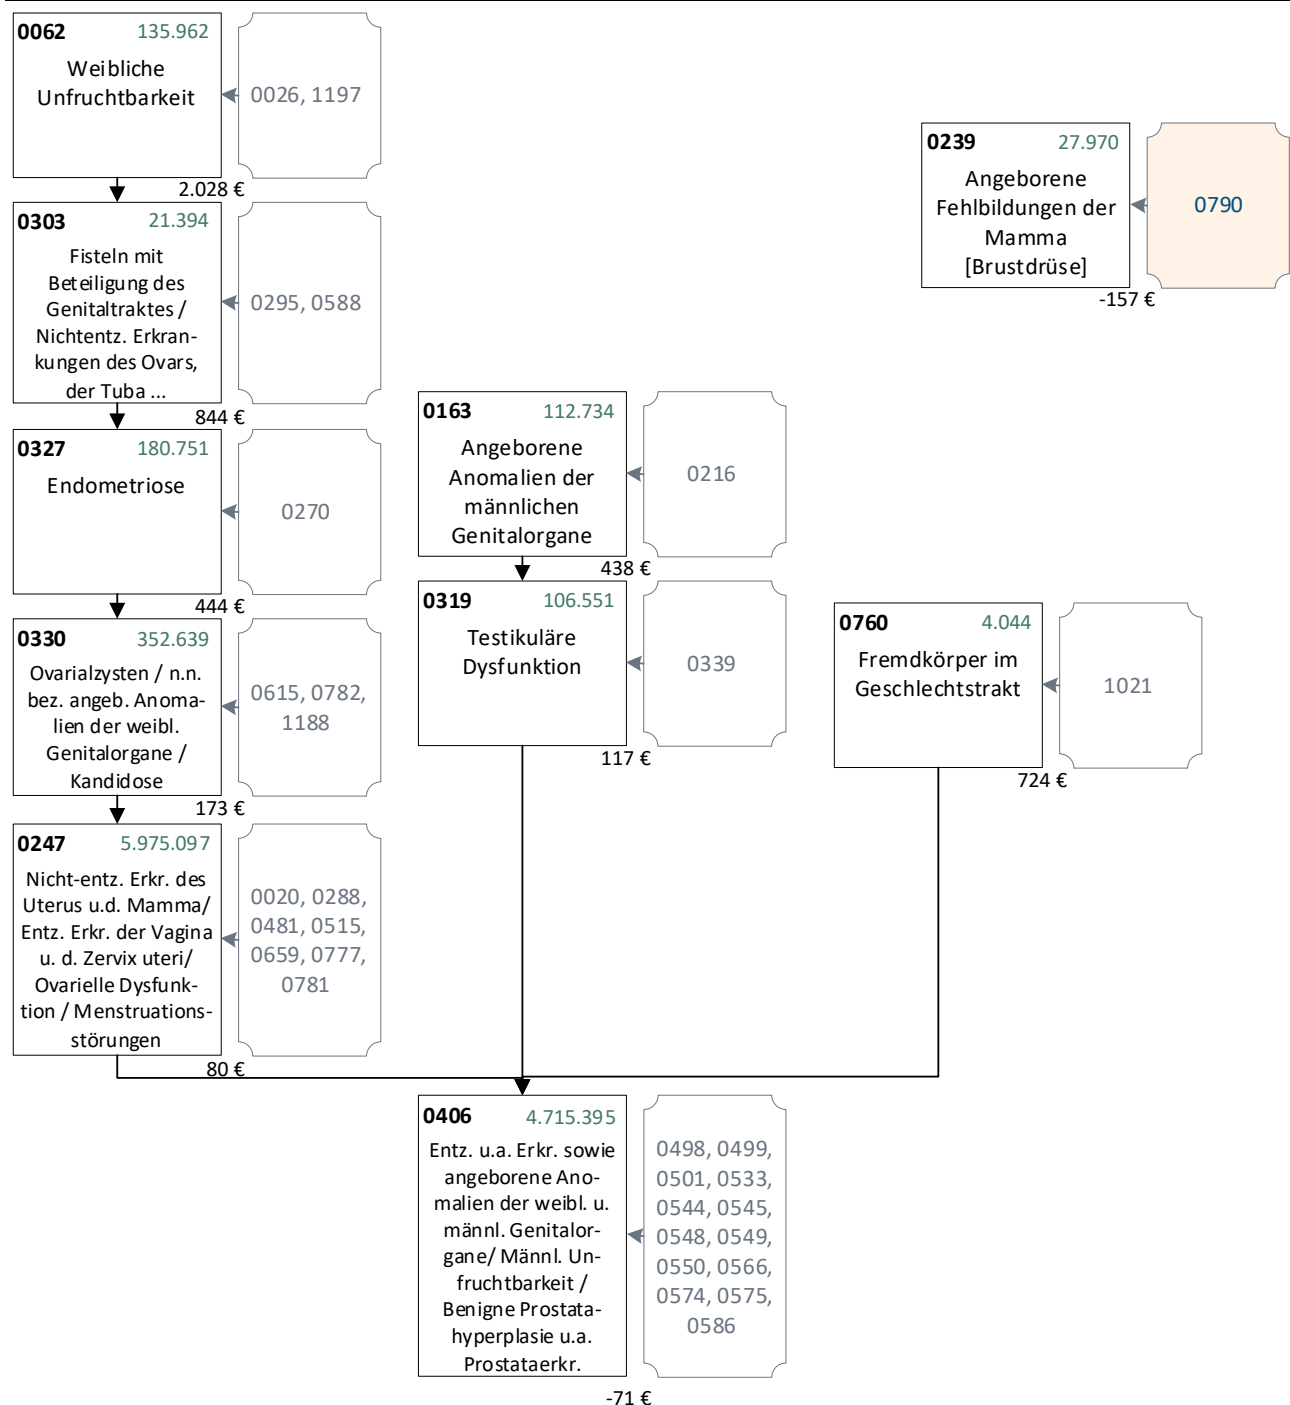 0062 135.962
Weibliche
Unfruchtbarkeit
0026, 1197
2.028 €
0303 21.394
Fisteln mit
Beteiligung des
Genitaltraktes /
Nichtentz. Erkran-
kungen des Ovars,
der Tuba ...
0295, 0588
844 €
0327 180.751
Endometriose
0270
444 €
0330 352.639
Ovarialzysten / n.n.
bez. angeb. Anoma-
lien der weibl.
Genitalorgane /
Kandidose
0615, 0782,
1188
173 €
0247 5.975.097
Nicht-entz. Erkr. des
Uterus u.d. Mamma/
Entz. Erkr. der Vagina
u. d. Zervix uteri/
Ovarielle Dysfunk-
tion / Menstruations-
störungen
0020, 0288,
0481, 0515,
0659, 0777,
0781
80 €
0163 112.734
Angeborene
Anomalien der
männlichen
Genitalorgane
0216
438 €
0319 106.551
Testikuläre
Dysfunktion
0339
117 €
0239 27.970
Angeborene
Fehlbildungen der
Mamma
[Brustdrüse]
0790
-157 €
0760 4.044
Fremdkörper im
Geschlechtstrakt
1021
724 €
0406 4.715.395
Entz. u.a. Erkr. sowie
angeborene Ano-
malien der weibl. u.
männl. Genitalor-
gane/ Männl. Un-
fruchtbarkeit /
Benigne Prostata-
hyperplasie u.a.
Prostataerkr.
0498, 0499,
0501, 0533,
0544, 0545,
0548, 0549,
0550, 0566,
0574, 0575,
0586
-71 €